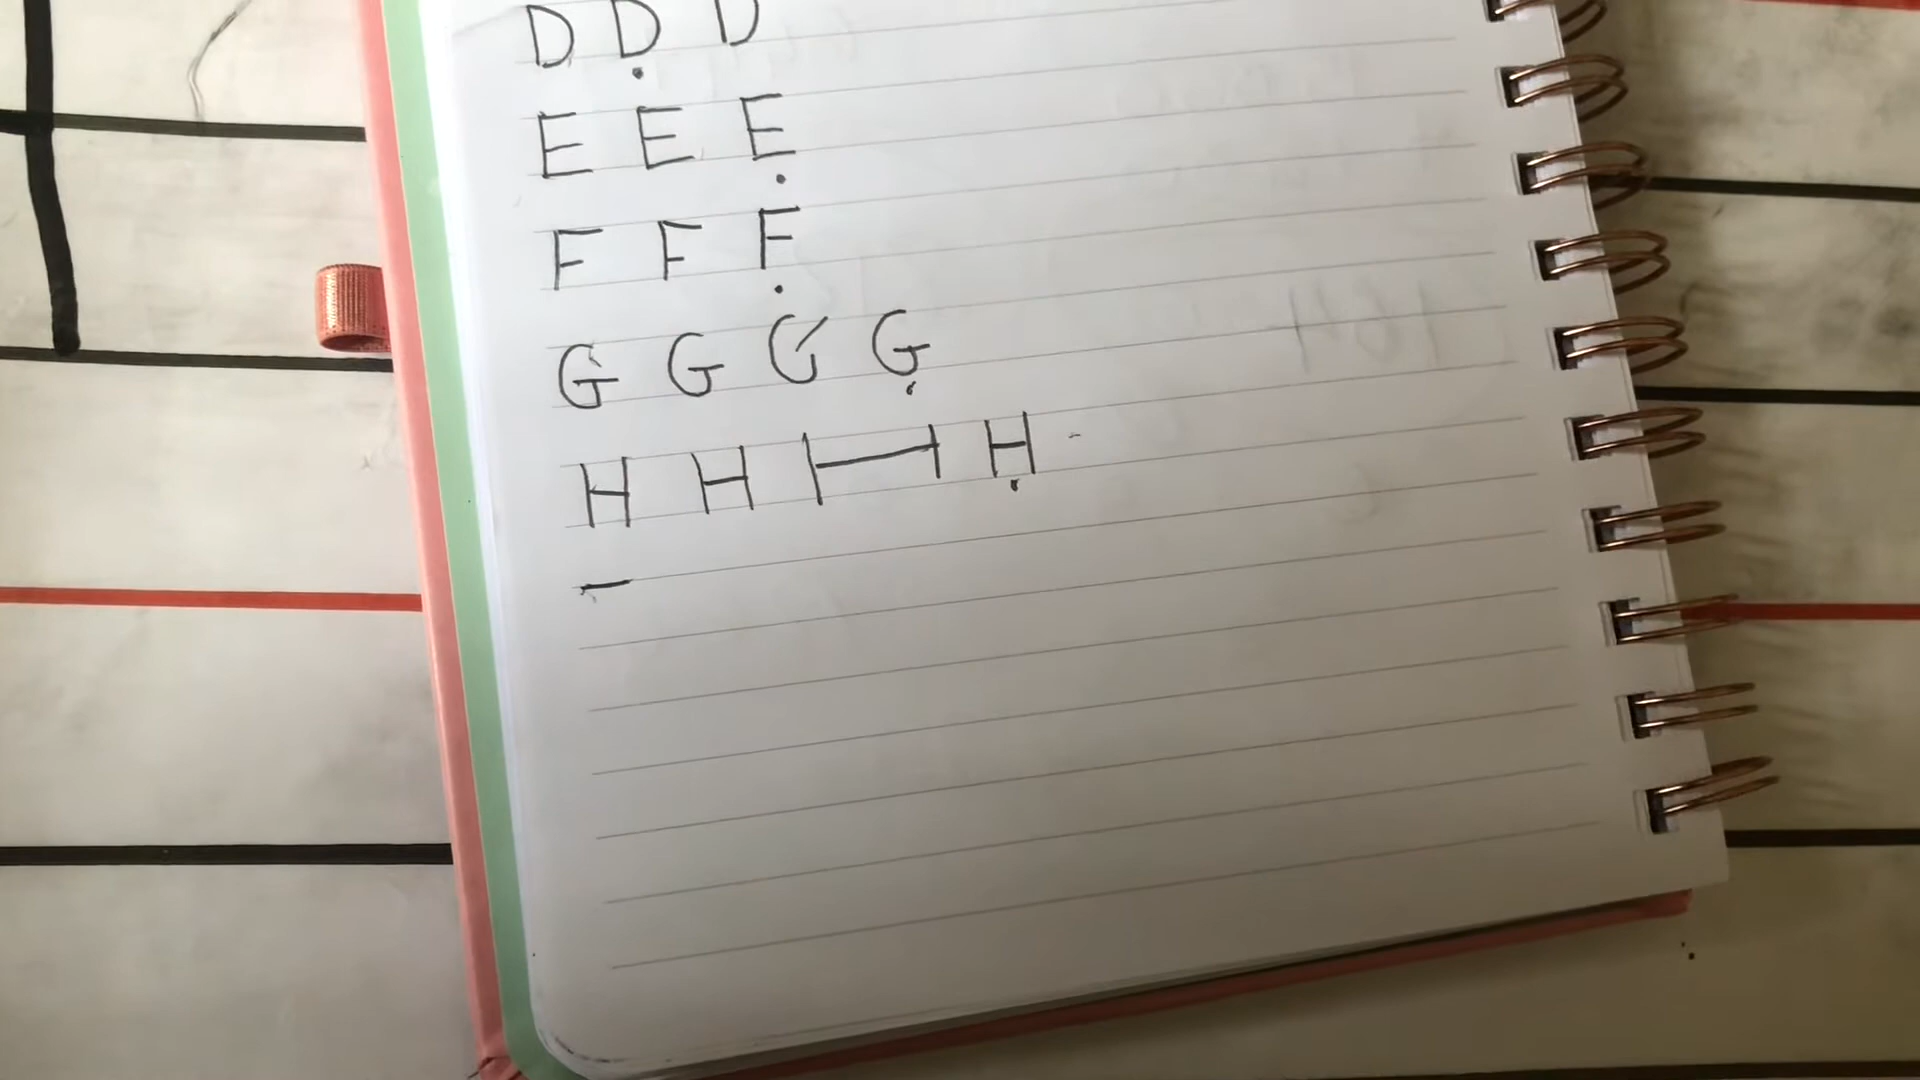 D D D
E E E
F F F
G G G G
H H H H